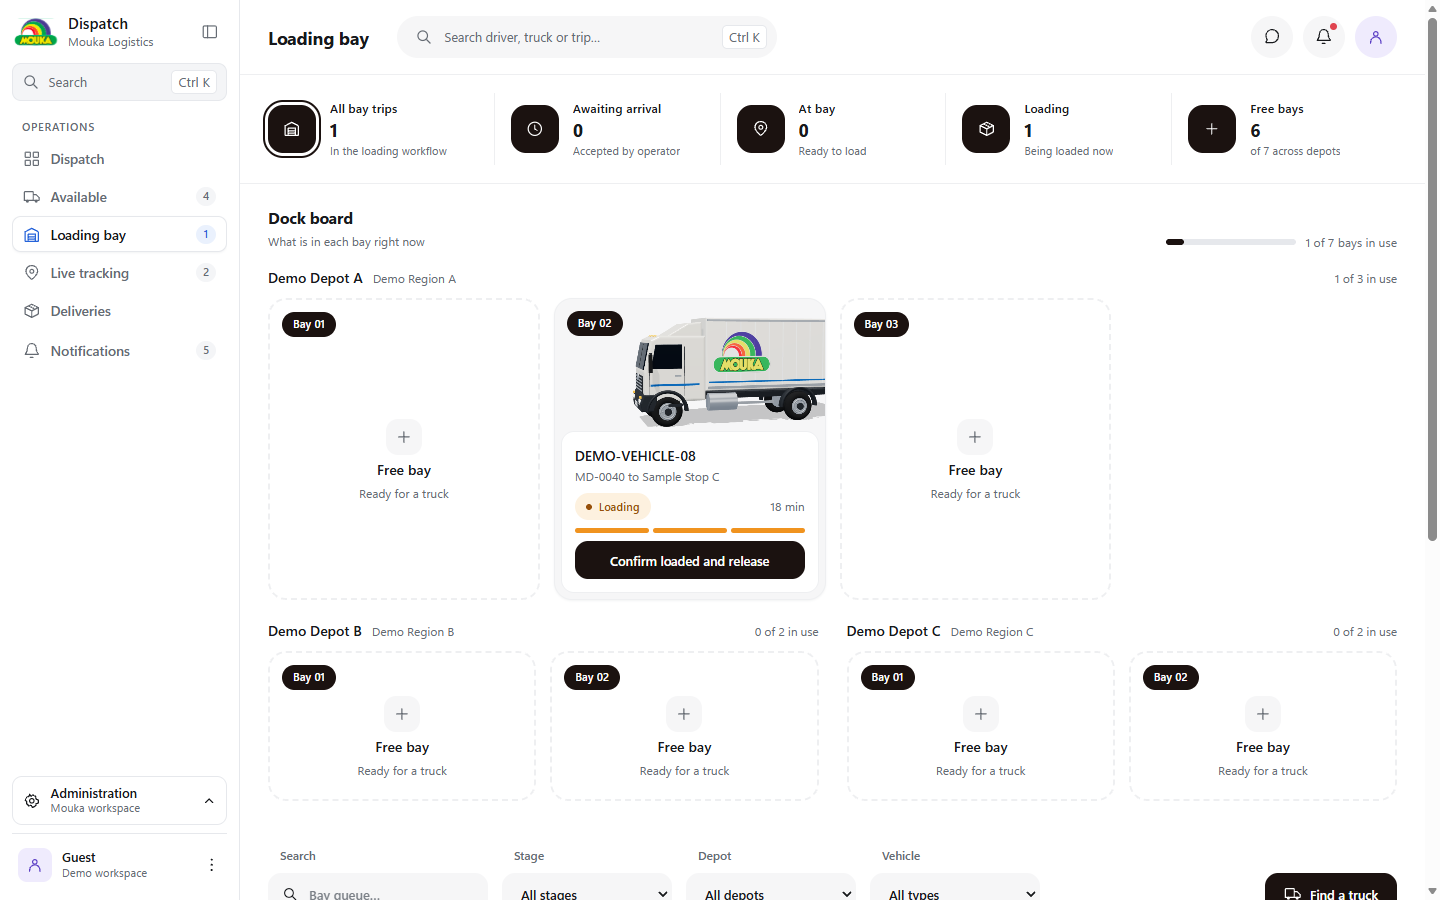 MOUKA
Dispatch
Mouka Logistics
Search
Ctrl K
OPERATIONS
Dispatch
Available
4
Loading bay
1
Live tracking
2
Deliveries
Notifications
5
Administration
Mouka workspace
Guest
Demo workspace
Loading bay
Search driver, truck or trip...
Ctrl K
All bay trips
1
In the loading workflow
Awaiting arrival
0
Accepted by operator
At bay
0
Ready to load
Loading
1
Being loaded now
Free bays
6
of 7 across depots
Dock board
What is in each bay right now
1 of 7 bays in use
Demo Depot A
Demo Region A
1 of 3 in use
Bay 01
Free bay
Ready for a truck
Bay 02
MOUKA
DEMO-VEHICLE-08
MD-0040 to Sample Stop C
Loading
18 min
Confirm loaded and release
Bay 03
Free bay
Ready for a truck
Demo Depot B
Demo Region B
0 of 2 in use
Bay 01
Free bay
Ready for a truck
Bay 02
Free bay
Ready for a truck
Demo Depot C
Demo Region C
0 of 2 in use
Bay 01
Free bay
Ready for a truck
Bay 02
Free bay
Ready for a truck
Search
Bay queue...
Stage
All stages
Depot
All depots
Vehicle
All types
Find a truck